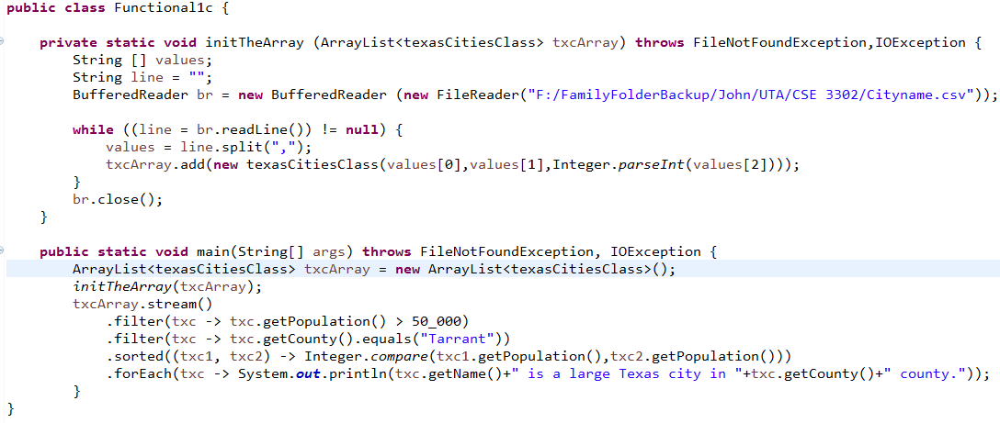 public class Functional1c {
private static void initTheArray (ArrayList<texasCitiesClass> txcArray) throws FileNotFoundException,IOException {
String [] values;
String line = "";
BufferedReader br = new BufferedReader (new FileReader("F:/FamilyFolderBackup/John/UTA/CSE 3302/Cityname.csv"));
while ((line = br.readLine()) != null) {
values = line.split(",");
txcArray.add(new texasCitiesClass(values[0],values[1],Integer.parseInt(values[2])));
}
br.close();
}
public static void main(String[] args) throws FileNotFoundException, IOException {
ArrayList<texasCitiesClass> txcArray = new ArrayList<texasCitiesClass>();
initTheArray(txcArray);
txcArray.stream()
.filter(txc -> txc.getPopulation() > 50_000)
.filter(txc -> txc.getCounty().equals("Tarrant"))
.sorted((txc1, txc2) -> Integer.compare(txc1.getPopulation(),txc2.getPopulation()))
.forEach(txc -> System.out.println(txc.getName()+" is a large Texas city in "+txc.getCounty()+" county."));
}
}